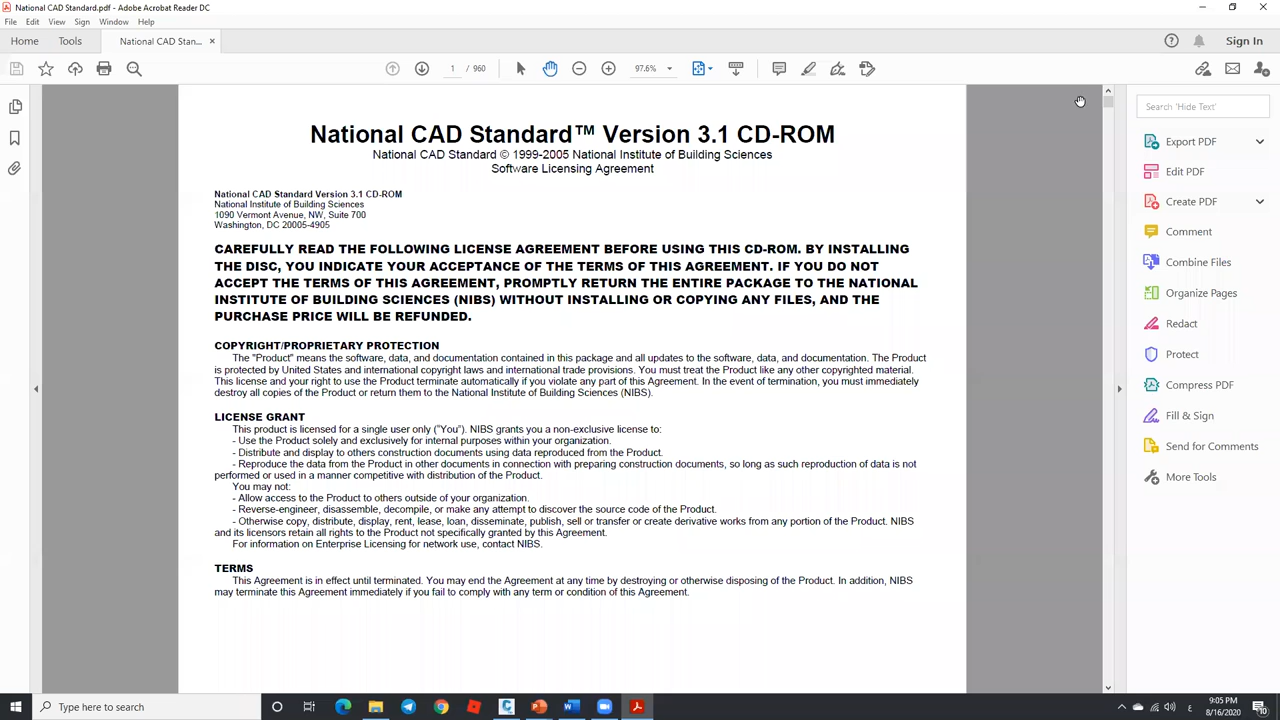 National CAD Standard.pdf - Adobe Acrobat Reader DC
File Edit View Sign Window Help
Home Tools National CAD Stan... × Sign In
1 / 960 97.6%
Search 'Hide Text'
Export PDF
Edit PDF
Create PDF
Comment
Combine Files
Organize Pages
Redact
Protect
Compress PDF
Fill & Sign
Send for Comments
More Tools
National CAD Standard™ Version 3.1 CD-ROM
National CAD Standard © 1999-2005 National Institute of Building Sciences
Software Licensing Agreement
National CAD Standard Version 3.1 CD-ROM
National Institute of Building Sciences
1090 Vermont Avenue, NW, Suite 700
Washington, DC 20005-4905
CAREFULLY READ THE FOLLOWING LICENSE AGREEMENT BEFORE USING THIS CD-ROM. BY INSTALLING
THE DISC, YOU INDICATE YOUR ACCEPTANCE OF THE TERMS OF THIS AGREEMENT. IF YOU DO NOT
ACCEPT THE TERMS OF THIS AGREEMENT, PROMPTLY RETURN THE ENTIRE PACKAGE TO THE NATIONAL
INSTITUTE OF BUILDING SCIENCES (NIBS) WITHOUT INSTALLING OR COPYING ANY FILES, AND THE
PURCHASE PRICE WILL BE REFUNDED.
COPYRIGHT/PROPRIETARY PROTECTION
The "Product" means the software, data, and documentation contained in this package and all updates to the software, data, and documentation. The Product
is protected by United States and international copyright laws and international trade provisions. You must treat the Product like any other copyrighted material.
This license and your right to use the Product terminate automatically if you violate any part of this Agreement. In the event of termination, you must immediately
destroy all copies of the Product or return them to the National Institute of Building Sciences (NIBS).
LICENSE GRANT
This product is licensed for a single user only ("You"). NIBS grants you a non-exclusive license to:
- Use the Product solely and exclusively for internal purposes within your organization.
- Distribute and display to others construction documents using data reproduced from the Product.
- Reproduce the data from the Product in other documents in connection with preparing construction documents, so long as such reproduction of data is not
performed or used in a manner competitive with distribution of the Product.
You may not:
- Allow access to the Product to others outside of your organization.
- Reverse-engineer, disassemble, decompile, or make any attempt to discover the source code of the Product.
- Otherwise copy, distribute, display, rent, lease, loan, disseminate, publish, sell or transfer or create derivative works from any portion of the Product. NIBS
and its licensors retain all rights to the Product not specifically granted by this Agreement.
For information on Enterprise Licensing for network use, contact NIBS.
TERMS
This Agreement is in effect until terminated. You may end the Agreement at any time by destroying or otherwise disposing of the Product. In addition, NIBS
may terminate this Agreement immediately if you fail to comply with any term or condition of this Agreement.
Type here to search
9:05 PM
8/16/2020